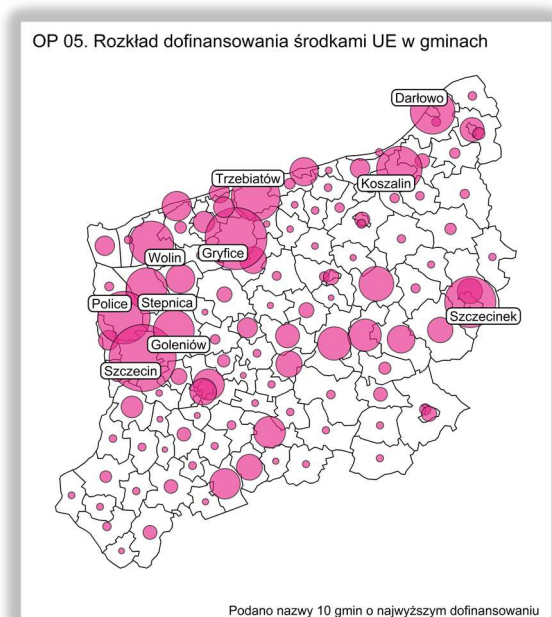 OP 05. Rozkład dofinansowania środkami UE w gminach
Darłowo
Trzebiatów
Koszalin
Wolin
Gryfice
Police
Stepnica
Szczecinek
Goleniów
Szczecin
Podano nazwy 10 gmin o najwyższym dofinansowaniu